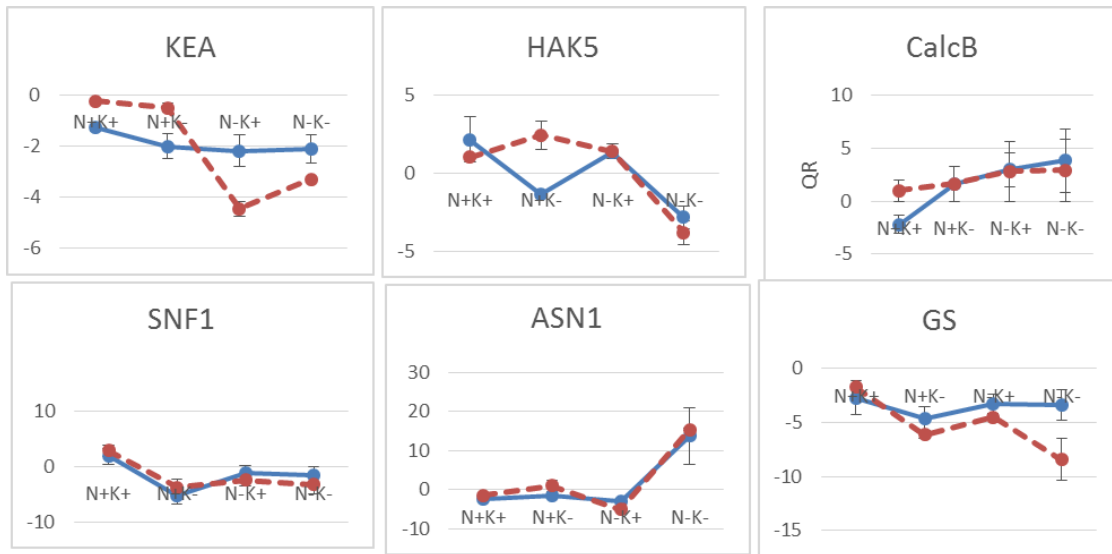 KEA
0
-2
-4
-6
N+K+ N+K- N-K+ N-K-
HAK5
5
0
-5
N+K+ N+K- N-K+ N-K-
CalcB
QR
10
5
0
-5
N+K+ N+K- N-K+ N-K-
SNF1
10
0
-10
N+K+ N+K- N-K+ N-K-
ASN1
30
20
10
0
-10
N+K+ N+K- N-K+ N-K-
GS
0
-5
-10
-15
N+K+ N+K- N-K+ N-K-